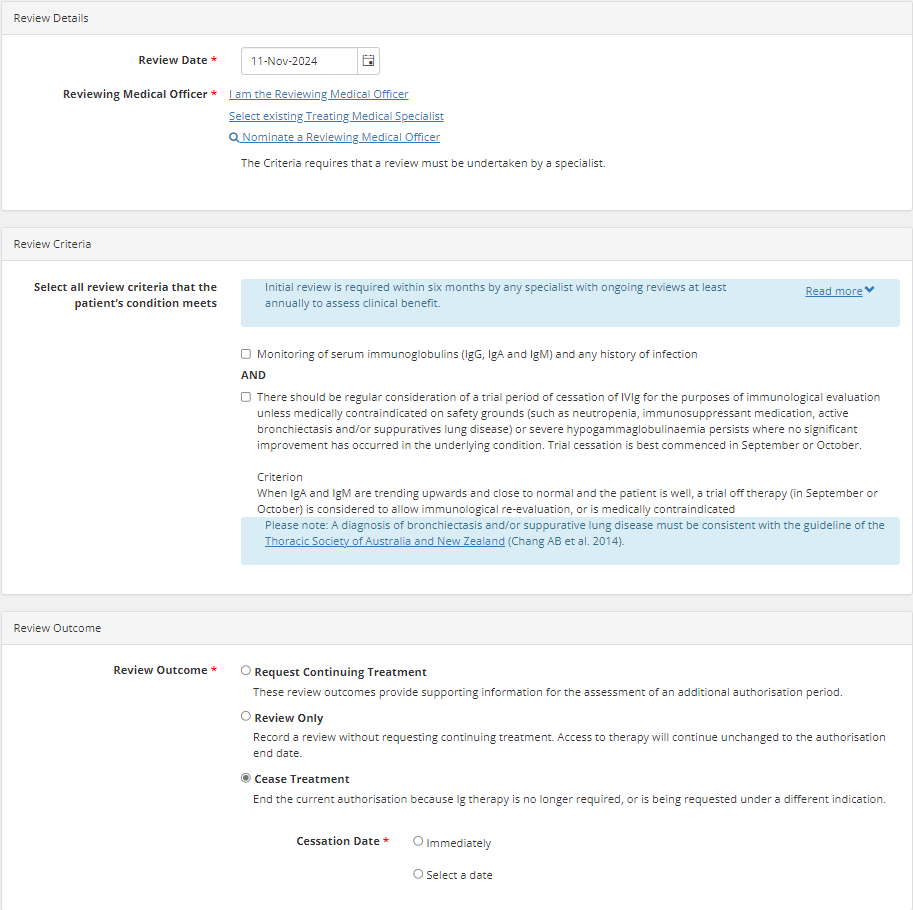 Review Details
Review Date *
11-Nov-2024
Reviewing Medical Officer *
I am the Reviewing Medical Officer
Select existing Treating Medical Specialist
Nominate a Reviewing Medical Officer
The Criteria requires that a review must be undertaken by a specialist.
Review Criteria
Select all review criteria that the
patient's condition meets
Initial review is required within six months by any specialist with ongoing reviews at least
annually to assess clinical benefit.
Read more
Monitoring of serum immunoglobulins (IgG, IgA and IgM) and any history of infection
AND
There should be regular consideration of a trial period of cessation of IVIg for the purposes of immunological evaluation
unless medically contraindicated on safety grounds (such as neutropenia, immunosuppressant medication, active
bronchiectasis and/or suppuratives lung disease) or severe hypogammaglobulinaemia persists where no significant
improvement has occurred in the underlying condition. Trial cessation is best commenced in September or October.
Criterion
When IgA and IgM are trending upwards and close to normal and the patient is well, a trial off therapy (in September or
October) is considered to allow immunological re-evaluation, or is medically contraindicated
Please note: A diagnosis of bronchiectasis and/or suppurative lung disease must be consistent with the guideline of the
Thoracic Society of Australia and New Zealand (Chang AB et al. 2014).
Review Outcome
Review Outcome *
Request Continuing Treatment
These review outcomes provide supporting information for the assessment of an additional authorisation period.
Review Only
Record a review without requesting continuing treatment. Access to therapy will continue unchanged to the authorisation
end date.
Cease Treatment
End the current authorisation because Ig therapy is no longer required, or is being requested under a different indication.
Cessation Date *
Immediately
Select a date